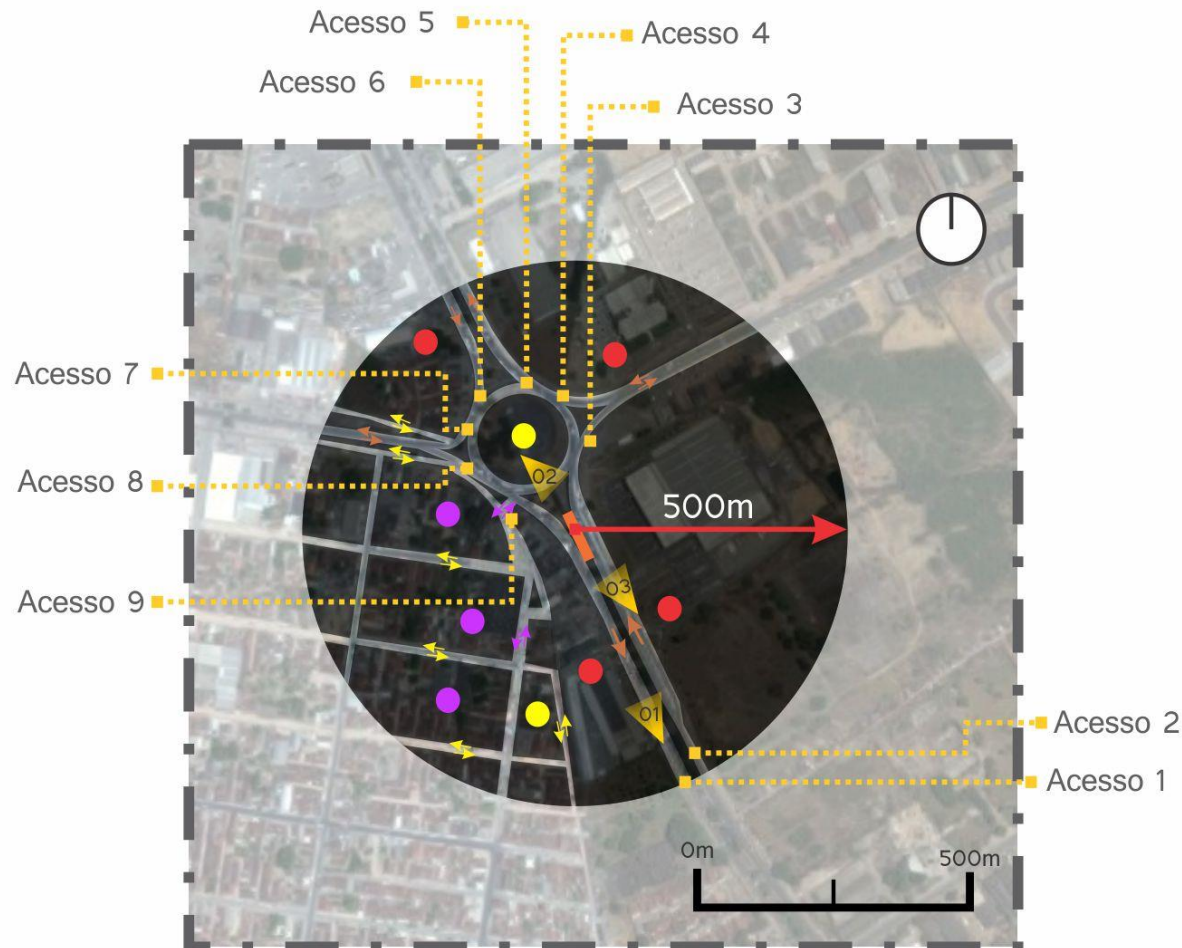 Acesso 5
Acesso 4
Acesso 6
Acesso 3
Acesso 7
02
Acesso 8
500m
03
Acesso 9
01
Acesso 2
Acesso 1
0m
500m